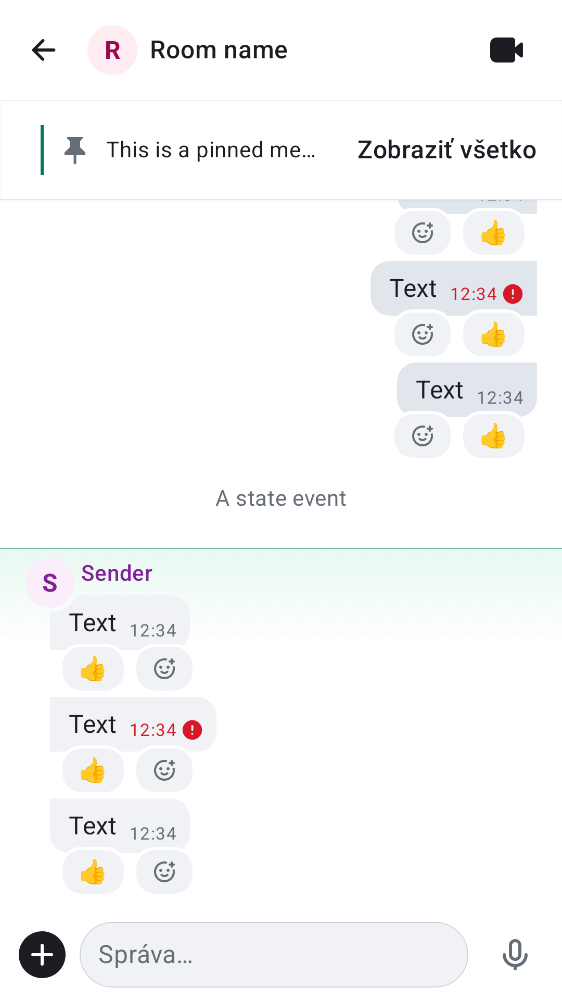 R Room name
This is a pinned me… Zobraziť všetko
Text 12:34
Text 12:34
A state event
S Sender
Text 12:34
Text 12:34
Text 12:34
Správa…